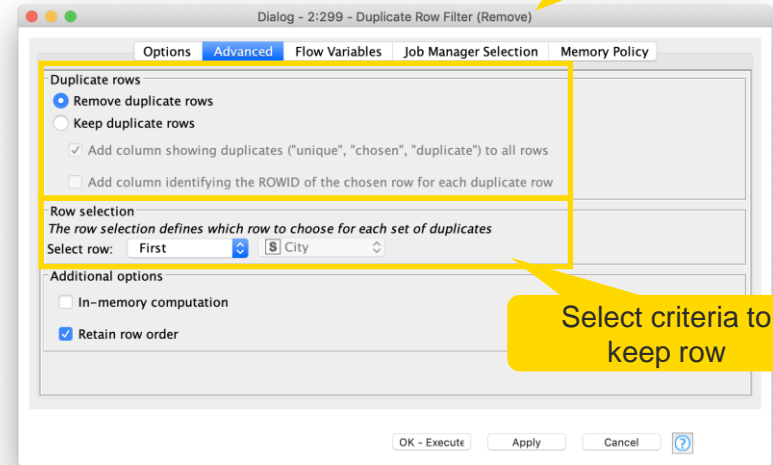 Dialog - 2:299 - Duplicate Row Filter (Remove)
Options Advanced Flow Variables Job Manager Selection Memory Policy
Duplicate rows
Remove duplicate rows
Keep duplicate rows
Add column showing duplicates ("unique", "chosen", "duplicate") to all rows
Add column identifying the ROWID of the chosen row for each duplicate row
Row selection
The row selection defines which row to choose for each set of duplicates
Select row: First S City
Additional options
In-memory computation
Retain row order
Select criteria to
keep row
OK - Execute Apply Cancel ?